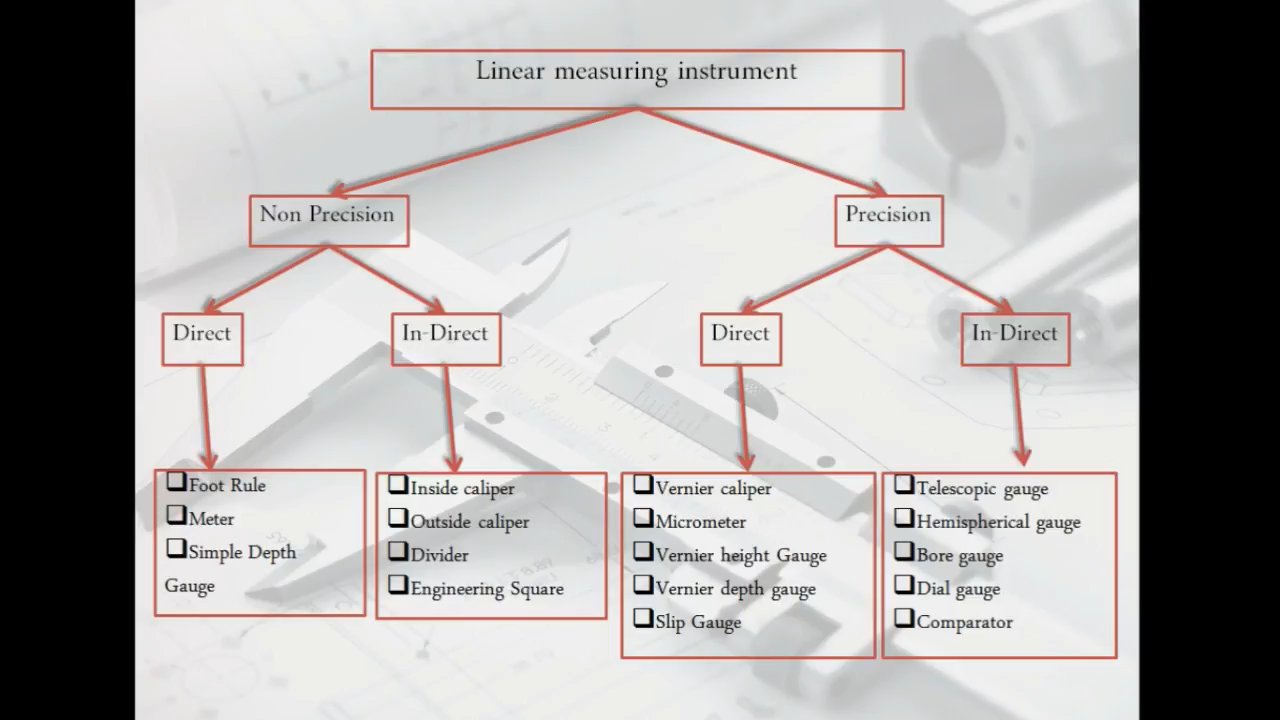 Linear measuring instrument
Non Precision
Precision
Direct
In-Direct
Direct
In-Direct
Foot Rule
Meter
Simple Depth
Gauge
Inside caliper
Outside caliper
Divider
Engineering Square
Vernier caliper
Micrometer
Vernier height Gauge
Vernier depth gauge
Slip Gauge
Telescopic gauge
Hemispherical gauge
Bore gauge
Dial gauge
Comparator